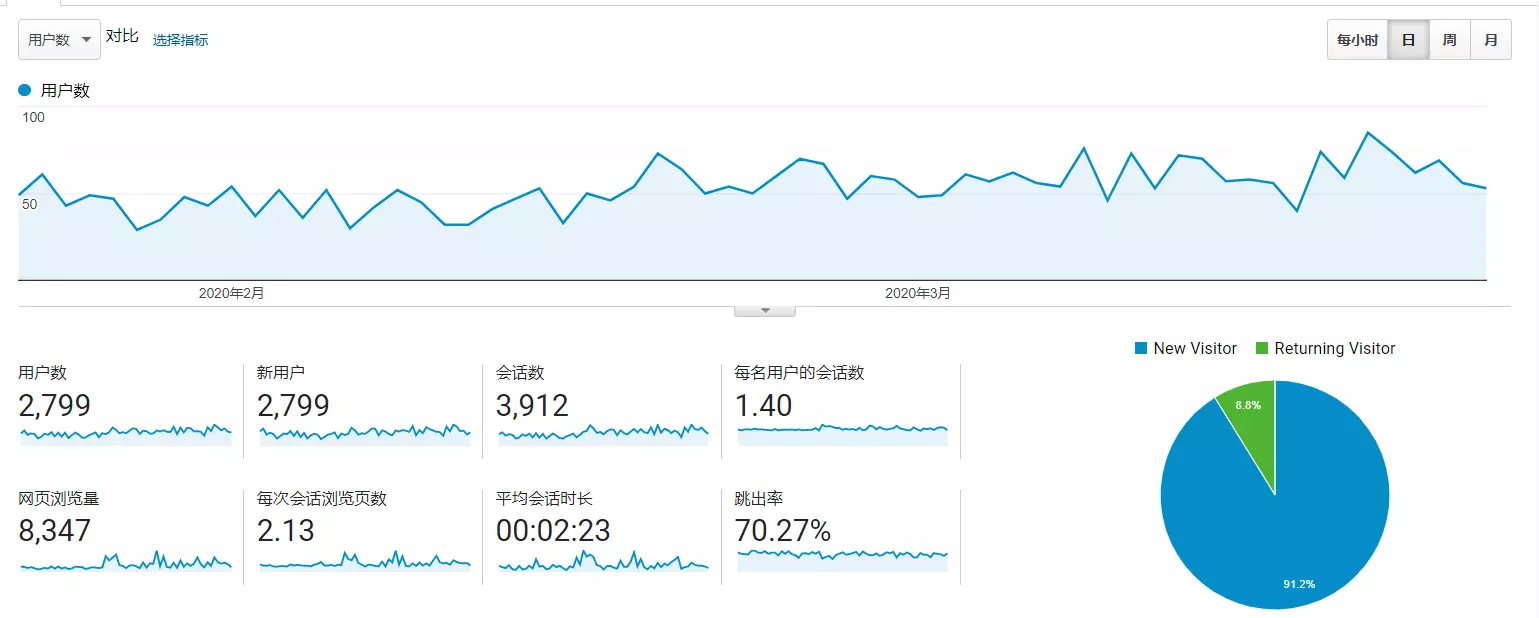 用户数 对比 选择指标 每小时 日 周 月
用户数
100
50
2020年2月 2020年3月
New Visitor Returning Visitor
用户数 新用户 会话数 每名用户的会话数
2,799 2,799 3,912 1.40
8.8%
网页浏览量 每次会话浏览页数 平均会话时长 跳出率
8,347 2.13 00:02:23 70.27%
91.2%